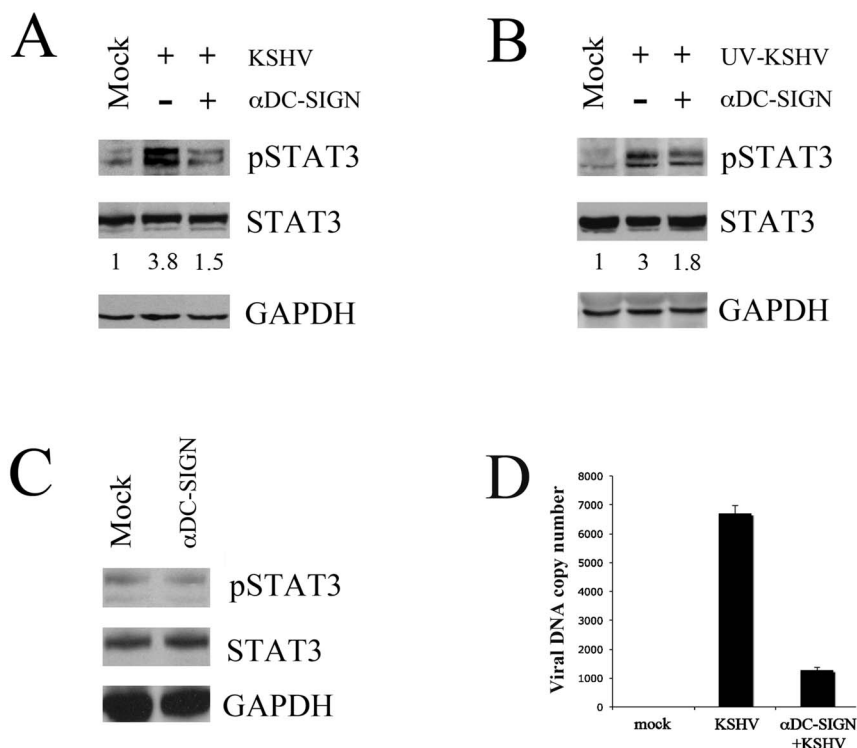 A
Mock + + KSHV
- + αDC-SIGN
pSTAT3
STAT3
1 3.8 1.5
GAPDH
B
Mock + + UV-KSHV
- + αDC-SIGN
pSTAT3
STAT3
1 3 1.8
GAPDH
C
Mock αDC-SIGN
pSTAT3
STAT3
GAPDH
D
Viral DNA copy number
8000
7000
6000
5000
4000
3000
2000
1000
0
mock KSHV αDC-SIGN
+KSHV